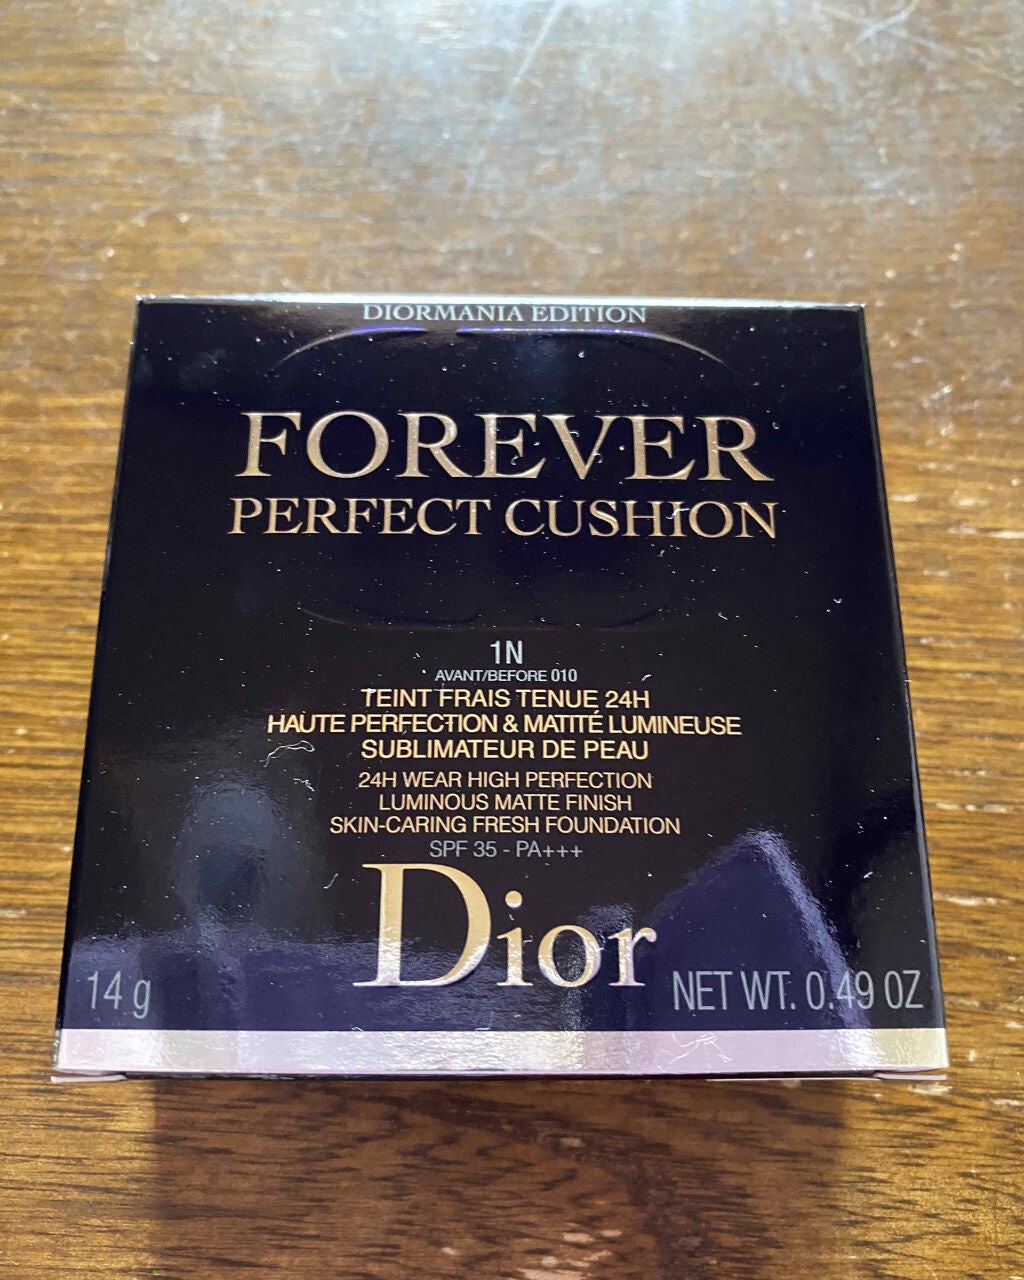 DIORMANIA EDITION
FOREVER
PERFECT CUSHION
1N
AVANT/BEFORE 010
TEINT FRAIS TENUE 24H
HAUTE PERFECTION & MATITÉ LUMINEUSE
SUBLIMATEUR DE PEAU
24H WEAR HIGH PERFECTION
LUMINOUS MATTE FINISH
SKIN-CARING FRESH FOUNDATION
SPF 35 - PA+++
Dior
14 g
NET WT. 0.49 OZ